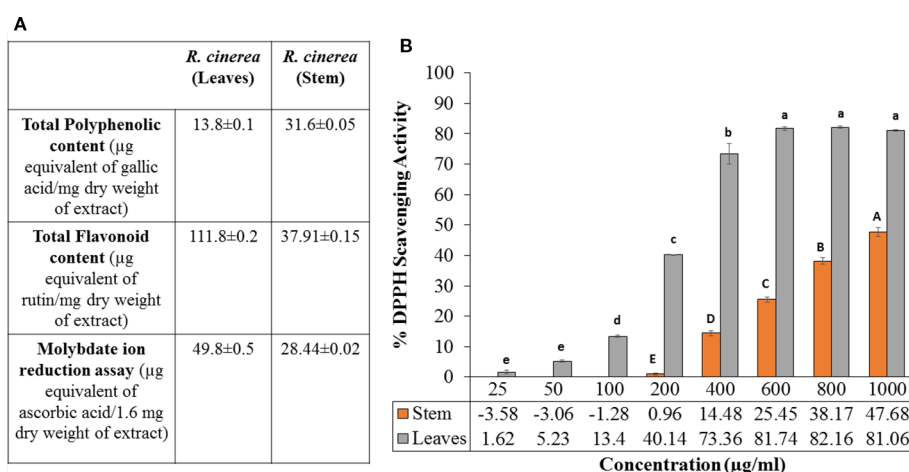 A
R. cinerea
(Leaves)
R. cinerea
(Stem)
Total Polyphenolic
content (µg
equivalent of gallic
acid/mg dry weight
of extract)
13.8±0.1
31.6±0.05
Total Flavonoid
content (µg
equivalent of
rutin/mg dry weight
of extract)
111.8±0.2
37.91±0.15
Molybdate ion
reduction assay (µg
equivalent of
ascorbic acid/1.6 mg
dry weight of extract)
49.8±0.5
28.44±0.02
B
% DPPH Scavenging Activity
100
90
80
70
60
50
40
30
20
10
0
e
e
d
E
c
D
b
C
a
B
a
A
a
25 50 100 200 400 600 800 1000
Stem -3.58 -3.06 -1.28 0.96 14.48 25.45 38.17 47.68
Leaves 1.62 5.23 13.4 40.14 73.36 81.74 82.16 81.06
Concentration (µg/ml)